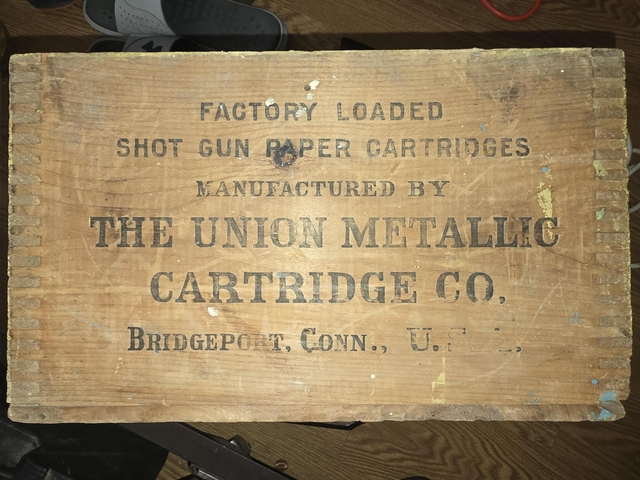 FACTORY LOADED
SHOT GUN PAPER CARTRIDGES
MANUFACTURED BY
THE UNION METALLIC
CARTRIDGE CO.
BRIDGEPORT, CONN., U.S.A.